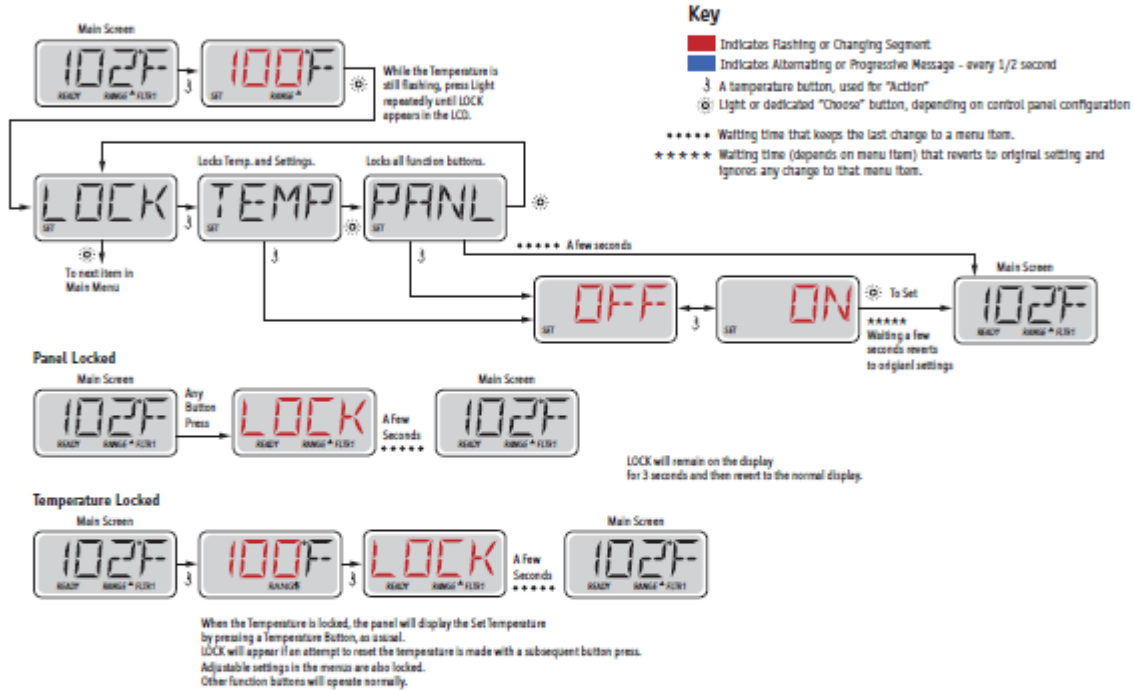 Key
Main Screen
102F
READY RANGE FLTR1
100F
SET RANGE
While the Temperature is
still flashing, press Light
repeatedly until LOCK
appears in the LCD.
Indicates Flashing or Changing Segment
Indicates Alternating or Progressive Message - every 1/2 second
A temperature button, used for "Action"
Light or dedicated "Choose" button, depending on control panel configuration
***** Waiting time that keeps the last change to a menu item.
***** Waiting time (depends on menu item) that reverts to original setting and
ignores any change to that menu item.
Locks Temp. and Settings.
Locks all function buttons.
LOCK
SET
TEMP
SET
PANL
SET
To next item in
Main Menu
***** A few seconds
OFF
SET
ON
SET
To Set
*****
Waiting a few
seconds reverts
to origianl settings
Main Screen
102F
READY RANGE FLTR1
Panel Locked
Main Screen
102F
READY RANGE FLTR1
Any
Button
Press
LOCK
READY RANGE FLTR1
A Few
Seconds
*****
Main Screen
102F
READY RANGE FLTR1
LOCK will remain on the display
for 3 seconds and then revert to the normal display.
Temperature Locked
Main Screen
102F
READY RANGE FLTR1
100F
RANGE
LOCK
READY RANGE FLTR1
A Few
Seconds
*****
Main Screen
102F
READY RANGE FLTR1
When the Temperature is locked, the panel will display the Set Temperature
by pressing a Temperature Button, as ususal.
LOCK will appear if an attempt to reset the temperature is made with a subsequent button press.
Adjustable settings in the menus are also locked.
Other function buttons will operate normally.